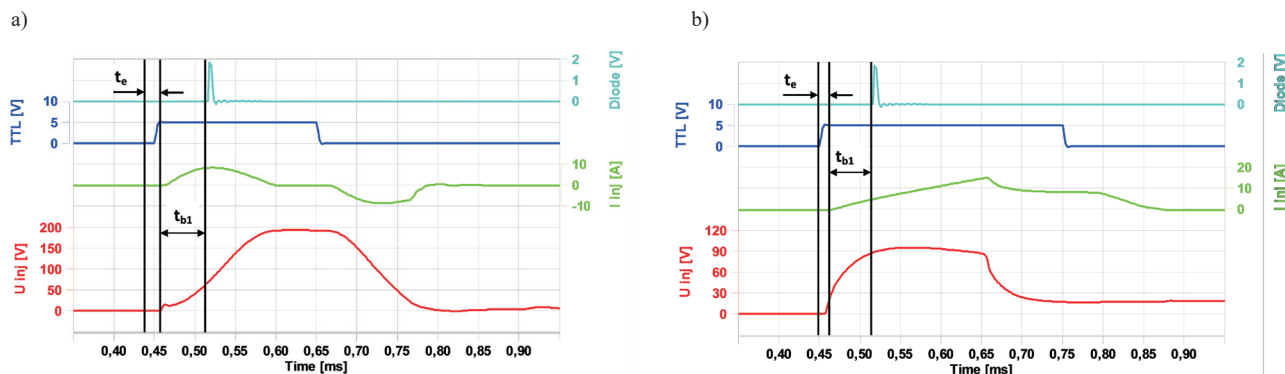 a)
2
1
0
Diode [V]
tₑ
10
5
0
TTL [V]
10
0
-10
I inj [A]
t_b1
200
150
100
50
0
U inj [V]
0,40 0,45 0,50 0,55 0,60 0,65 0,70 0,75 0,80 0,85 0,90
Time [ms]
b)
2
1
0
Diode [V]
tₑ
10
5
0
TTL [V]
20
10
0
I inj [A]
t_b1
120
90
60
30
0
U inj [V]
0,40 0,45 0,50 0,55 0,60 0,65 0,70 0,75 0,80 0,85 0,90
Time [ms]